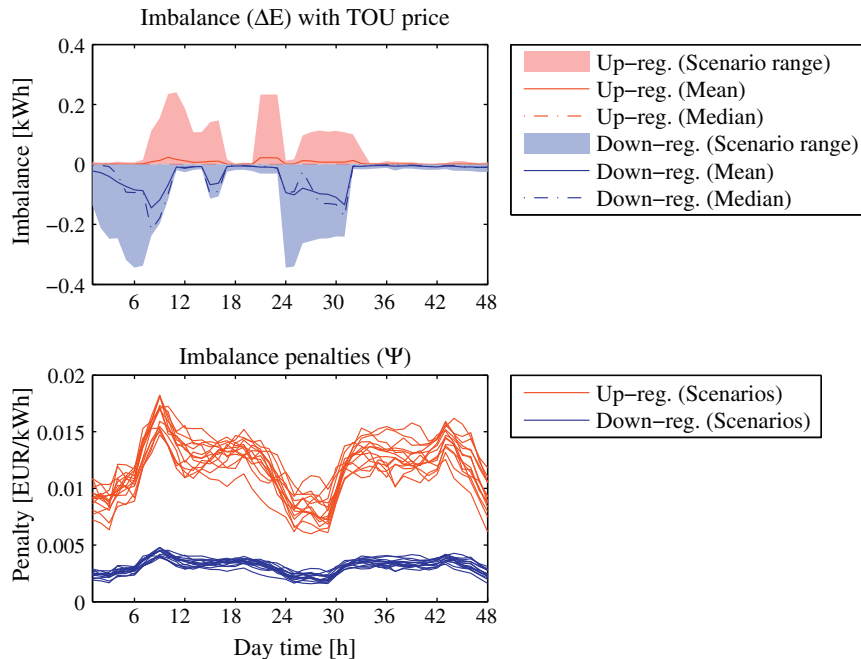 Imbalance (ΔE) with TOU price
0.4
0.2
0
−0.2
−0.4
Imbalance [kWh]
6 12 18 24 30 36 42 48
Up−reg. (Scenario range)
Up−reg. (Mean)
Up−reg. (Median)
Down−reg. (Scenario range)
Down−reg. (Mean)
Down−reg. (Median)
Imbalance penalties (Ψ)
0.02
0.015
0.01
0.005
0
Penalty [EUR/kWh]
6 12 18 24 30 36 42 48
Day time [h]
Up−reg. (Scenarios)
Down−reg. (Scenarios)